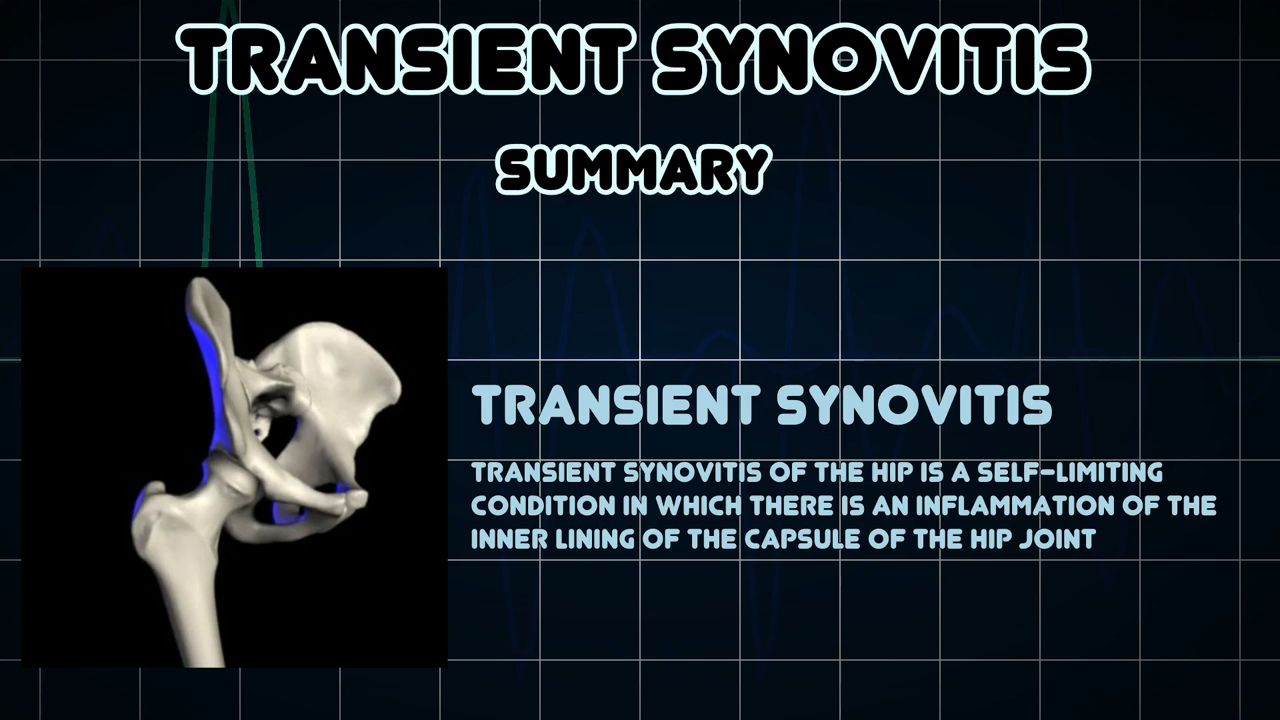 TRANSIENT SYNOVITIS
SUMMARY
TRANSIENT SYNOVITIS
TRANSIENT SYNOVITIS OF THE HIP IS A SELF-LIMITING
CONDITION IN WHICH THERE IS AN INFLAMMATION OF THE
INNER LINING OF THE CAPSULE OF THE HIP JOINT